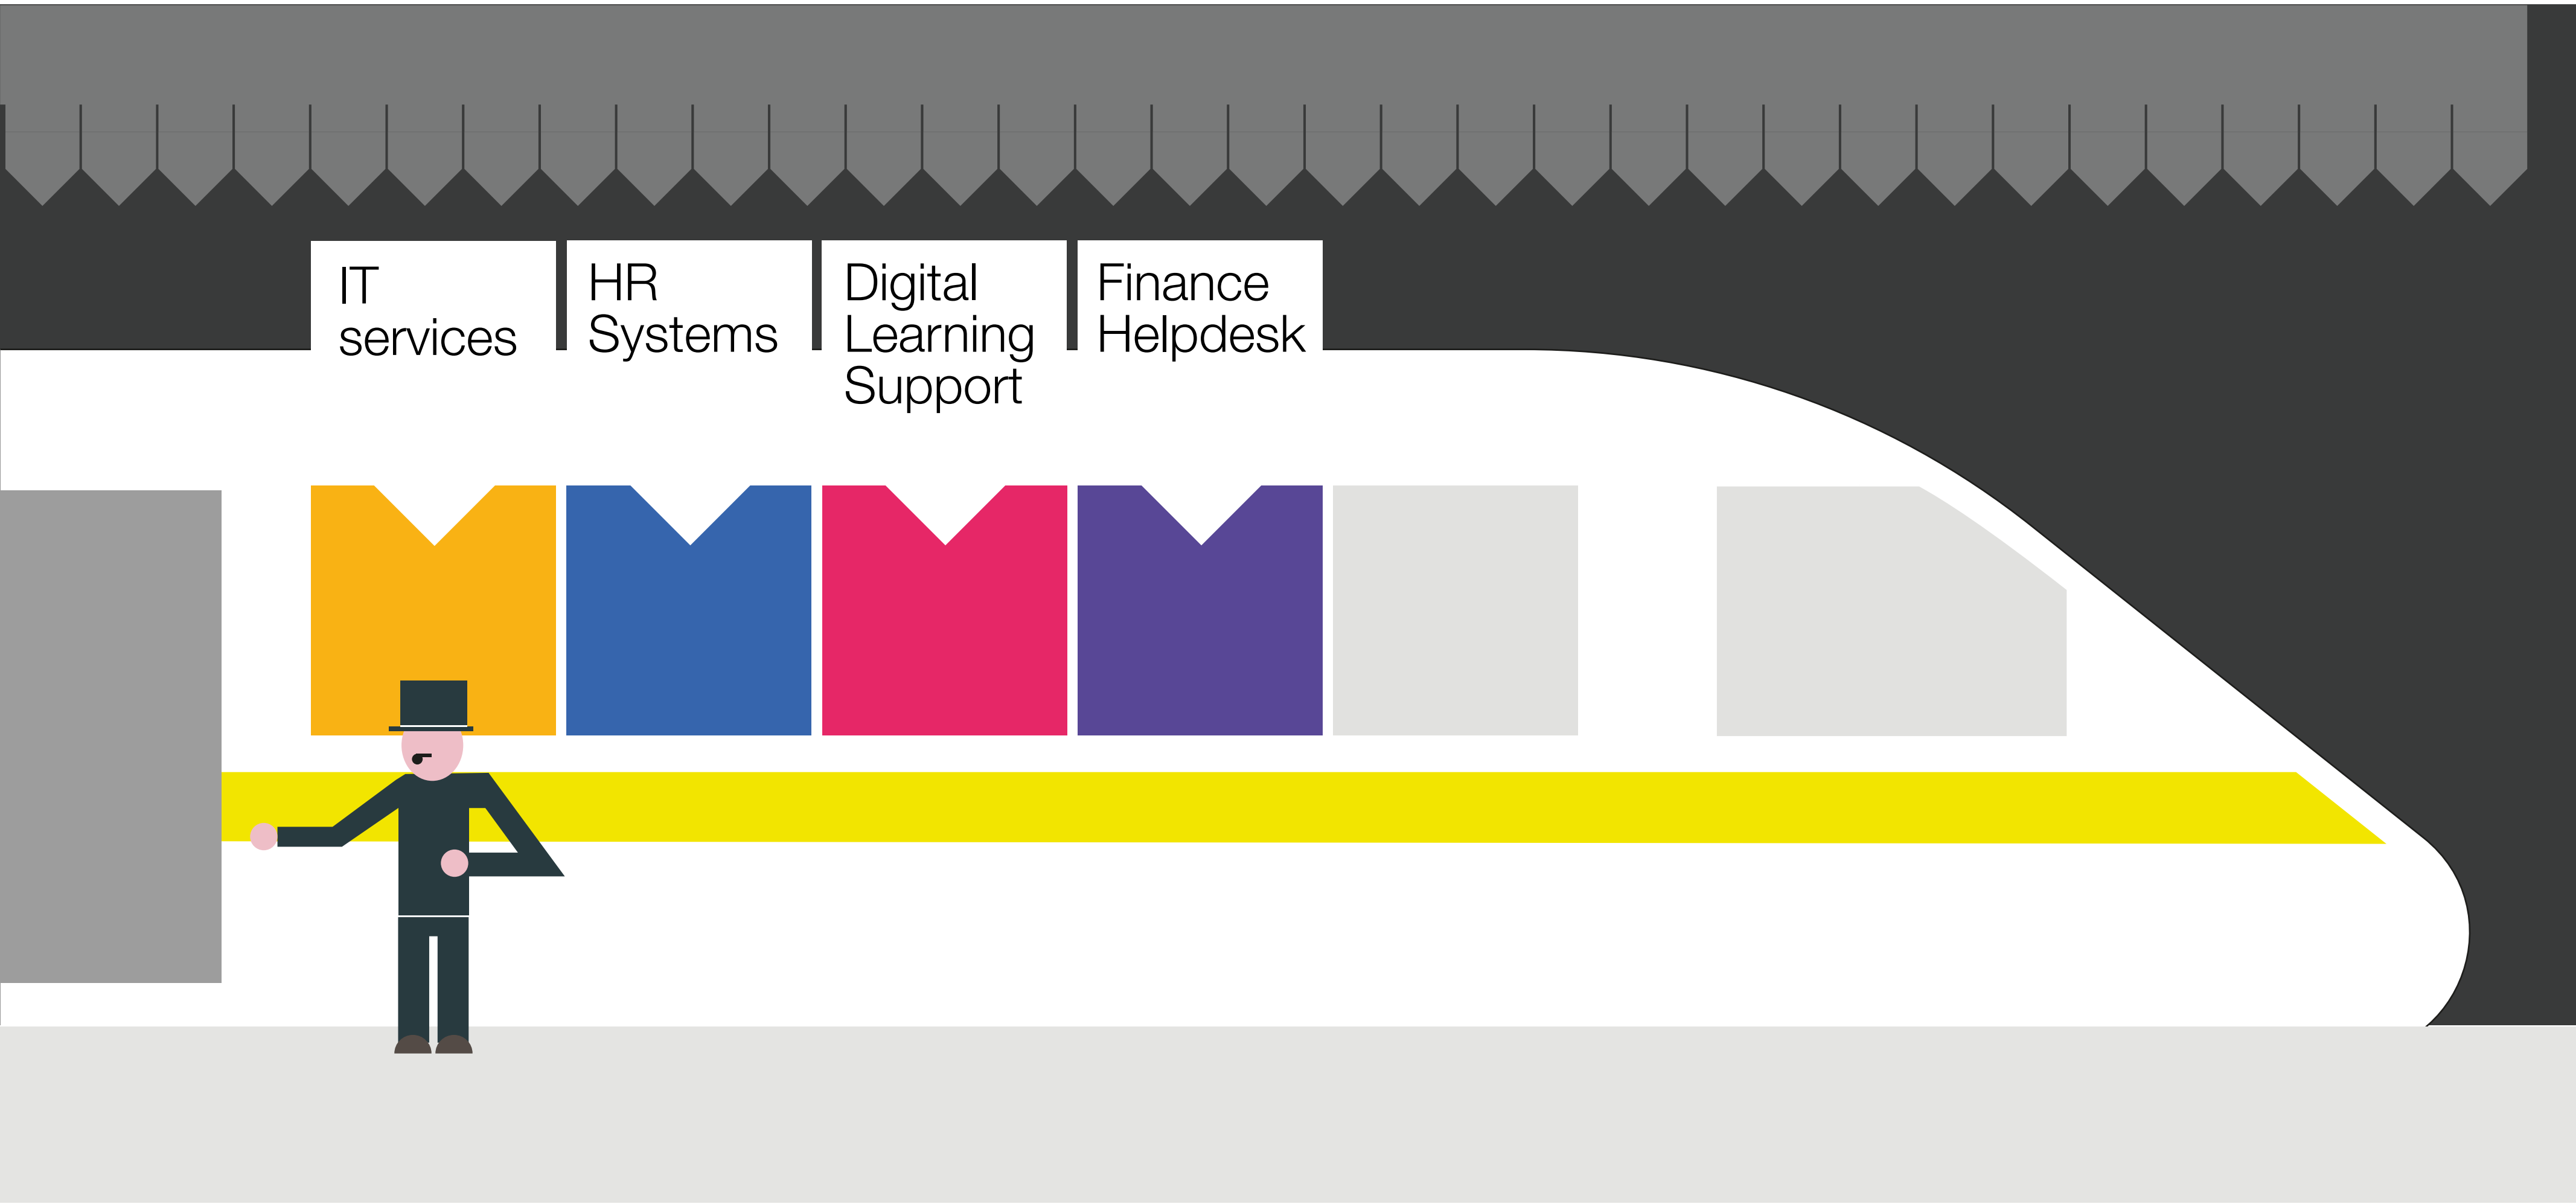 IT
services
HR
Systems
Digital
Learning
Support
Finance
Helpdesk